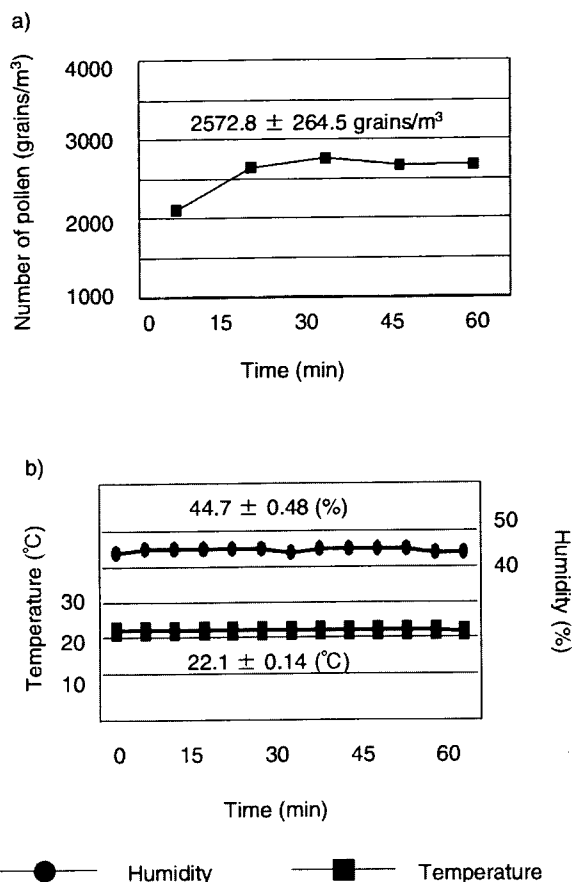 a)
Number of pollen (grains/m³)
4000
3000
2000
1000
2572.8 ± 264.5 grains/m³
0 15 30 45 60
Time (min)
b)
Temperature (℃)
30
20
10
44.7 ± 0.48 (%)
22.1 ± 0.14 (℃)
50
40
Humidity (%)
0 15 30 45 60
Time (min)
Humidity Temperature